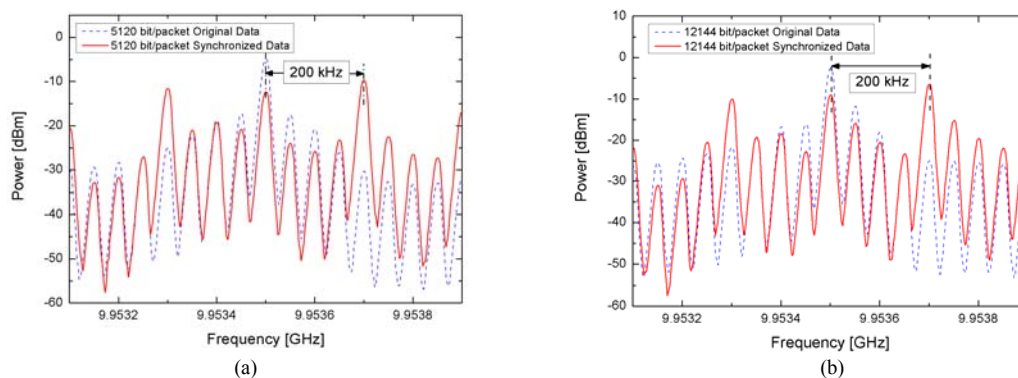 0
-10
-20
-30
-40
-50
-60
Power [dBm]
5120 bit/packet Original Data
5120 bit/packet Synchronized Data
200 kHz
9.9532
9.9534
9.9536
9.9538
Frequency [GHz]
(a)
10
0
-10
-20
-30
-40
-50
-60
Power [dBm]
12144 bit/packet Original Data
12144 bit/packet Synchronized Data
200 kHz
9.9532
9.9534
9.9536
9.9538
Frequency [GHz]
(b)